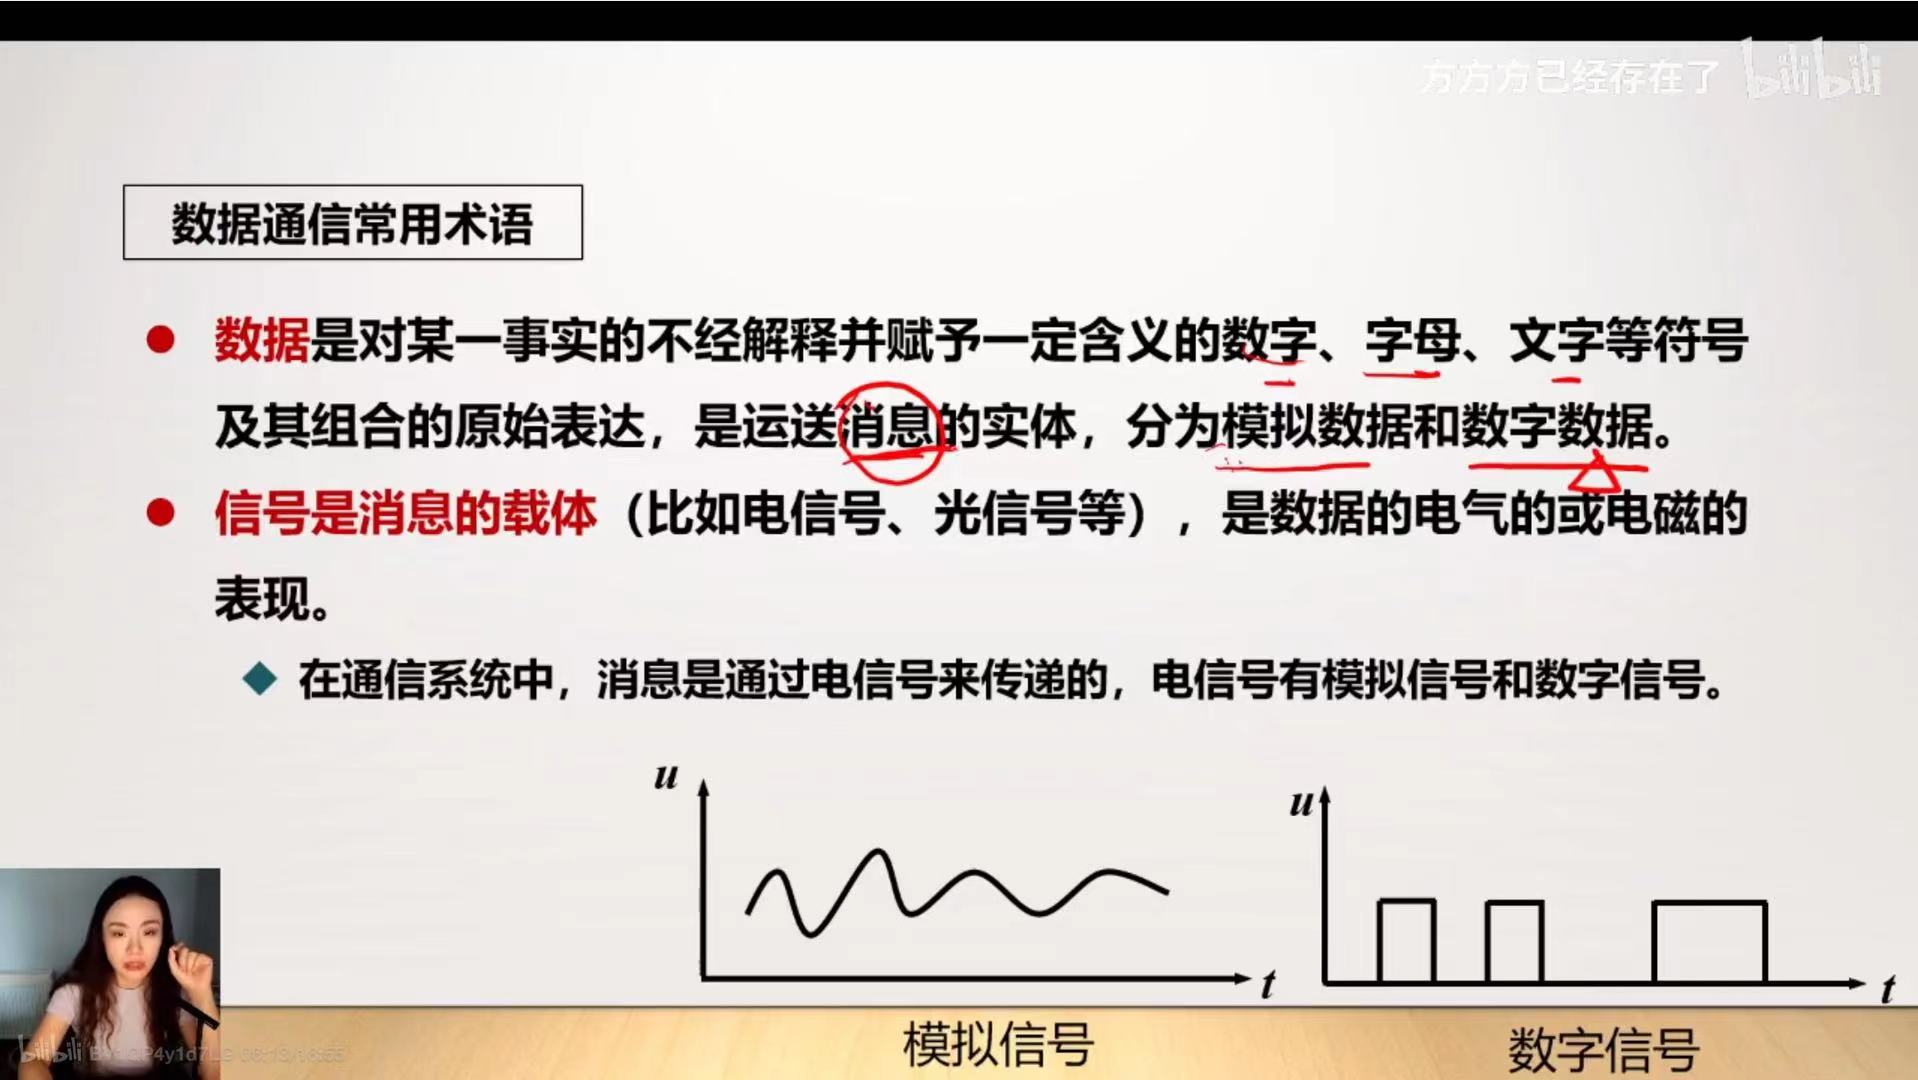 方方方已经存在了 bilibili
数据通信常用术语
数据是对某一事实的不经解释并赋予一定含义的数字、字母、文字等符号
及其组合的原始表达，是运送消息的实体，分为模拟数据和数字数据。
信号是消息的载体（比如电信号、光信号等），是数据的电气的或电磁的
表现。
在通信系统中，消息是通过电信号来传递的，电信号有模拟信号和数字信号。
u
t
模拟信号
u
t
数字信号
bilibili